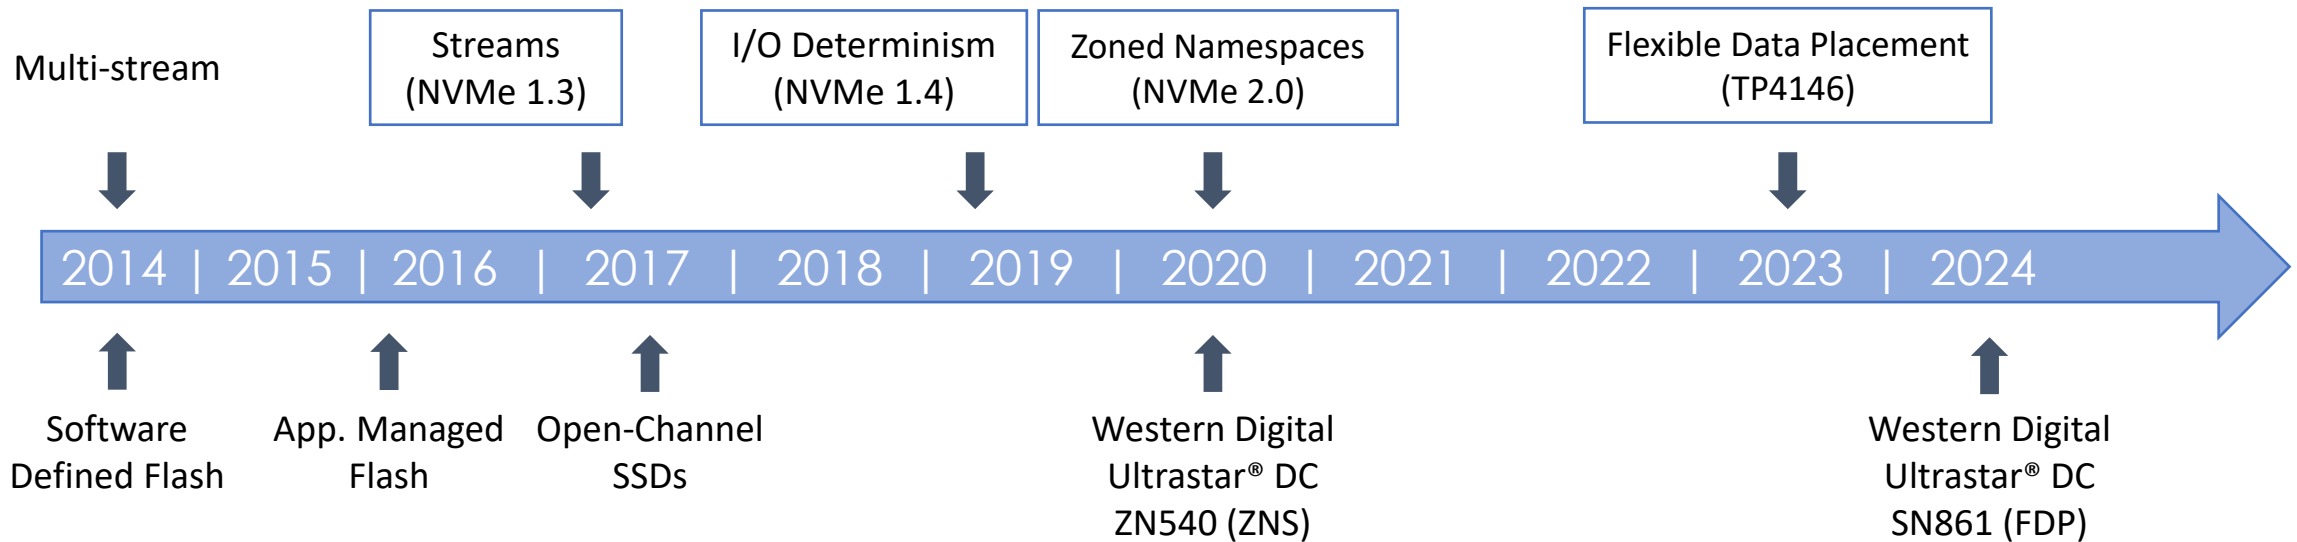 Multi-stream
Streams
(NVMe 1.3)
I/O Determinism
(NVMe 1.4)
Zoned Namespaces
(NVMe 2.0)
Flexible Data Placement
(TP4146)
2014 | 2015 | 2016 | 2017 | 2018 | 2019 | 2020 | 2021 | 2022 | 2023 | 2024
Software
Defined Flash
App. Managed
Flash
Open-Channel
SSDs
Western Digital
Ultrastar® DC
ZN540 (ZNS)
Western Digital
Ultrastar® DC
SN861 (FDP)